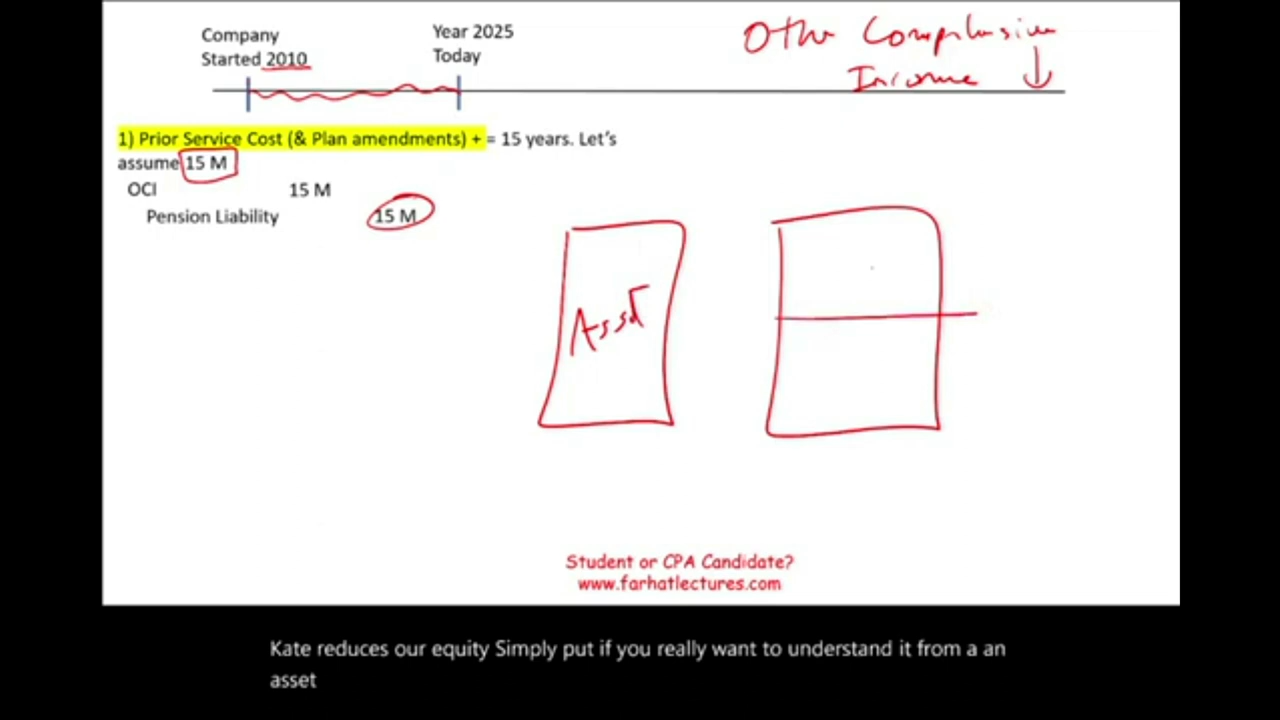 Company
Started 2010
Year 2025
Today
Other Comprehensive
Income
1) Prior Service Cost (& Plan amendments) + = 15 years. Let's
assume 15 M
OCI 15 M
Pension Liability 15 M
Asset
Student or CPA Candidate?
www.farhatlectures.com
Kate reduces our equity Simply put if you really want to understand it from a an
asset